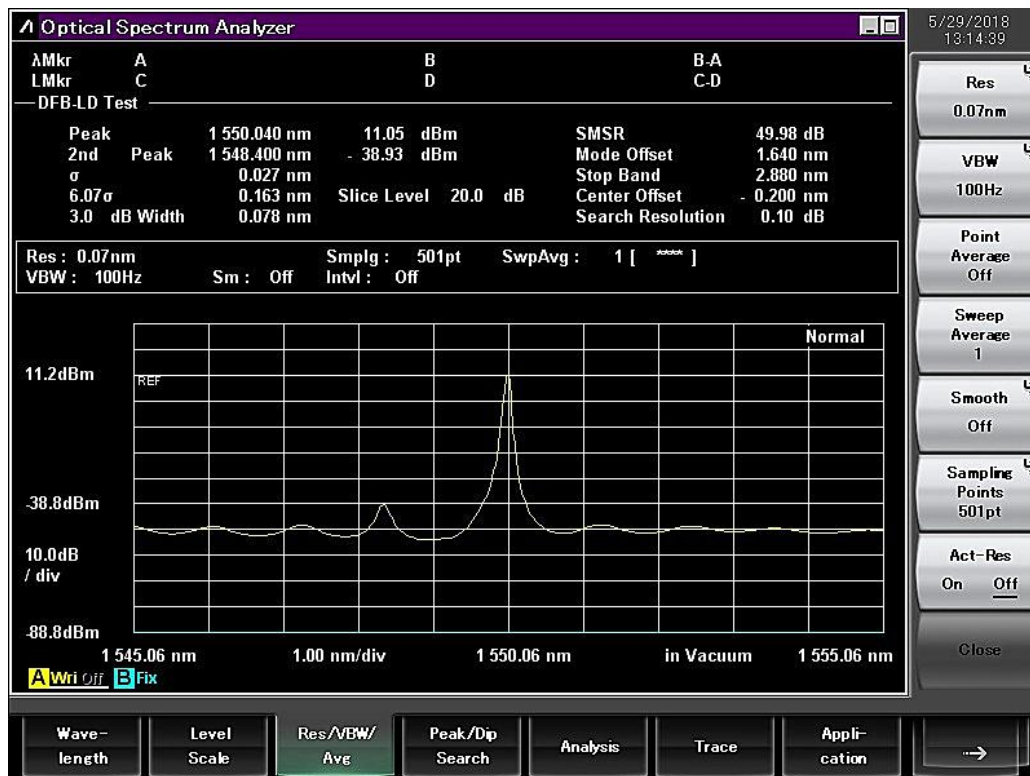 Optical Spectrum Analyzer
5/29/2018
13:14:39
λMkr A B B-A
LMkr C D C-D
DFB-LD Test
Peak 1 550.040 nm 11.05 dBm SMSR 49.98 dB
2nd Peak 1 548.400 nm - 38.93 dBm Mode Offset 1.640 nm
σ 0.027 nm Stop Band 2.880 nm
6.07σ 0.163 nm Slice Level 20.0 dB Center Offset - 0.200 nm
3.0 dB Width 0.078 nm Search Resolution 0.10 dB
Res : 0.07nm Smplg : 501pt SwpAvg : 1 [ **** ]
VBW : 100Hz Sm : Off Intvl : Off
Normal
11.2dBm
REF
-38.8dBm
10.0dB
/ div
-88.8dBm
1 545.06 nm 1.00 nm/div 1 550.06 nm in Vacuum 1 555.06 nm
A Wri Off B Fix
Res
0.07nm
VBW
100Hz
Point
Average
Off
Sweep
Average
1
Smooth
Off
Sampling
Points
501pt
Act-Res
On Off
Close
Wave-
length
Level
Scale
Res/VBW/
Avg
Peak/Dip
Search
Analysis
Trace
Appli-
cation